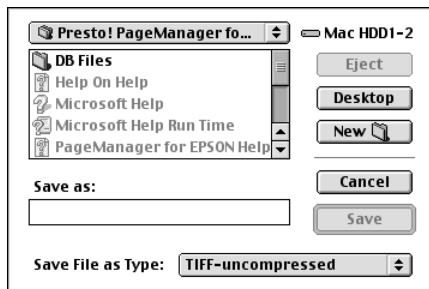 Presto! PageManager fo...
Mac HDD1-2
DB Files
Help On Help
Microsoft Help
Microsoft Help Run Time
PageManager for EPSON Help
Eject
Desktop
New
Save as:
Cancel
Save
Save File as Type: TIFF-uncompressed